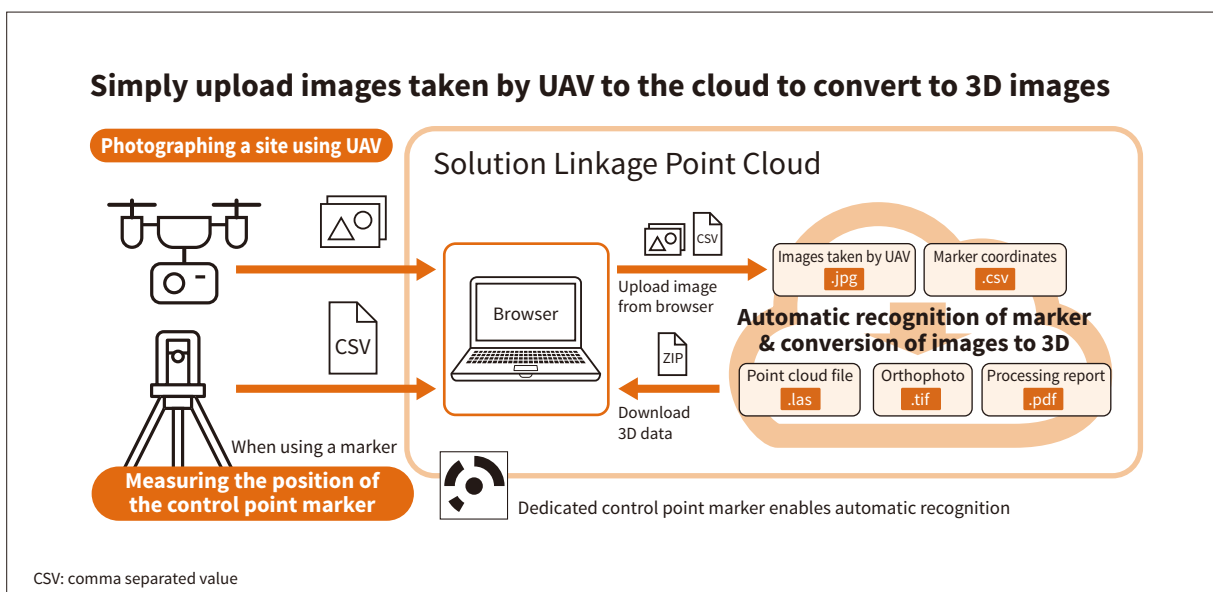 Simply upload images taken by UAV to the cloud to convert to 3D images
Photographing a site using UAV
Solution Linkage Point Cloud
CSV
Images taken by UAV
.jpg
Marker coordinates
.csv
Upload image
from browser
Browser
CSV
Automatic recognition of marker
& conversion of images to 3D
ZIP
Point cloud file
.las
Orthophoto
.tif
Processing report
.pdf
Download
3D data
When using a marker
Measuring the position of
the control point marker
Dedicated control point marker enables automatic recognition
CSV: comma separated value